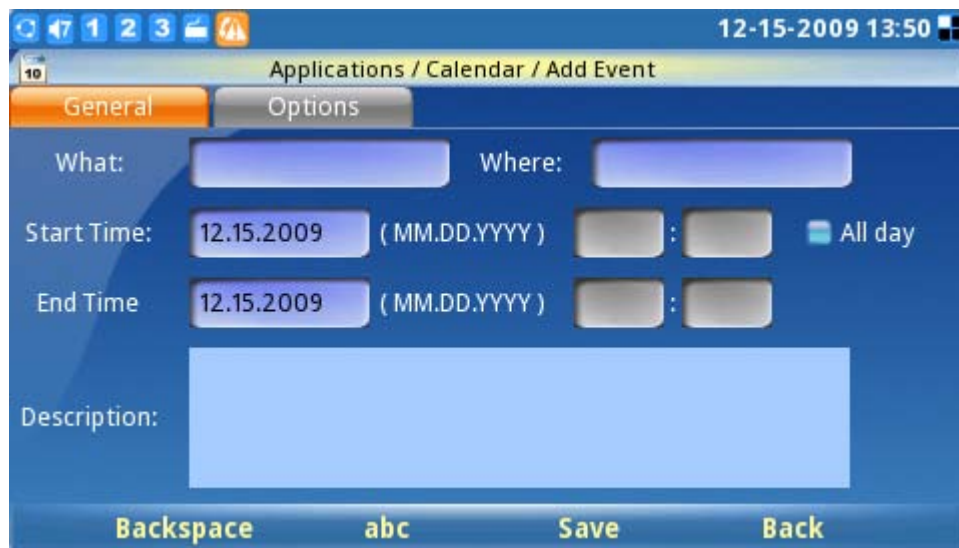 7 1 2 3 12-15-2009 13:50
10 Applications / Calendar / Add Event
General Options
What: Where:
Start Time: 12.15.2009 ( MM.DD.YYYY ) : All day
End Time 12.15.2009 ( MM.DD.YYYY ) :
Description:
Backspace abc Save Back